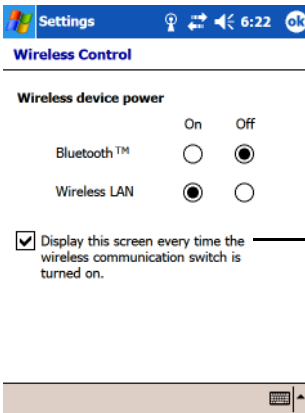 Settings 6:22 ok
Wireless Control
Wireless device power
On Off
Bluetooth™
Wireless LAN
Display this screen every time the
wireless communication switch is
turned on.